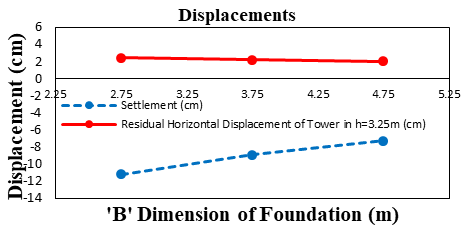 Displacements
6
4
2
0
-2
-4
-6
-8
-10
-12
-14
2.25 2.75 3.25 3.75 4.25 4.75 5.25
Settlement (cm)
Residual Horizontal Displacement of Tower in h=3.25m (cm)
Displacement (cm)
'B' Dimension of Foundation (m)